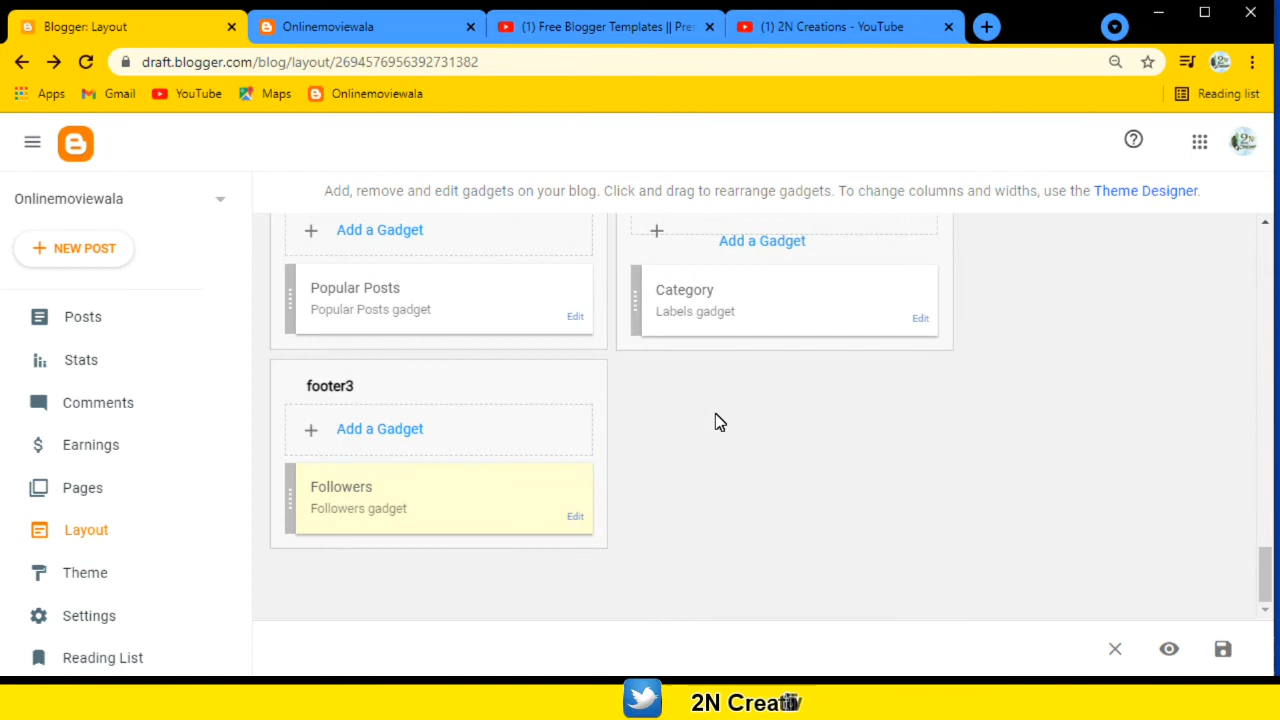 Blogger: Layout
Onlinemoviewala
(1) Free Blogger Templates || Pre
(1) 2N Creations - YouTube
draft.blogger.com/blog/layout/2694576956392731382
Apps
Gmail
YouTube
Maps
Onlinemoviewala
Reading list
Onlinemoviewala
Add, remove and edit gadgets on your blog. Click and drag to rearrange gadgets. To change columns and widths, use the Theme Designer.
NEW POST
Posts
Stats
Comments
Earnings
Pages
Layout
Theme
Settings
Reading List
Add a Gadget
Popular Posts
Popular Posts gadget
Edit
Add a Gadget
Category
Labels gadget
Edit
footer3
Add a Gadget
Followers
Followers gadget
Edit
2N